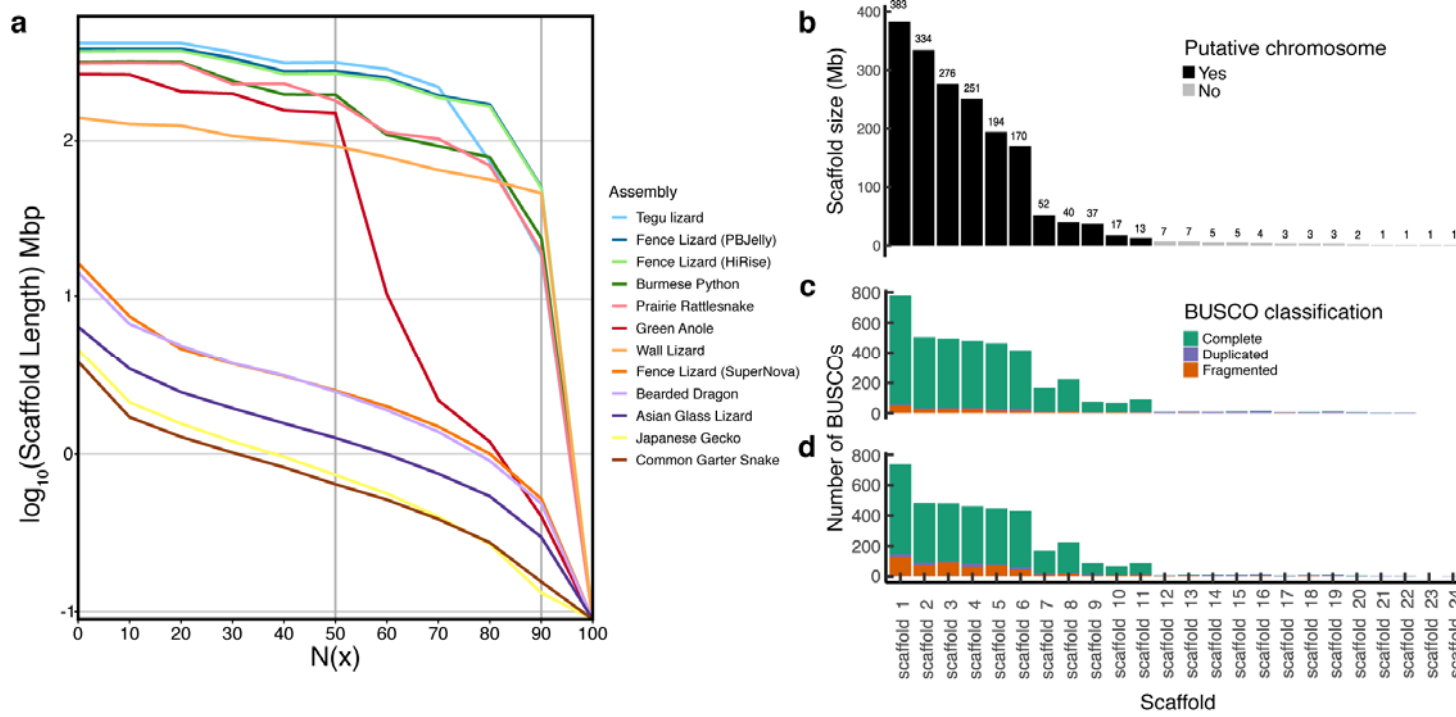 a
log10(Scaffold Length) Mbp
2
1
0
-1
0 10 20 30 40 50 60 70 80 90 100
N(x)
Assembly
Tegu lizard
Fence Lizard (PBJelly)
Fence Lizard (HiRise)
Burmese Python
Prairie Rattlesnake
Green Anole
Wall Lizard
Fence Lizard (SuperNova)
Bearded Dragon
Asian Glass Lizard
Japanese Gecko
Common Garter Snake
b
Scaffold size (Mb)
400
300
200
100
0
383 334 276 251 194 170 52 40 37 17 13 7 7 5 5 4 3 3 3 2 1 1 1 1
Putative chromosome
Yes
No
c
Number of BUSCOs
800
600
400
200
0
BUSCO classification
Complete
Duplicated
Fragmented
d
800
600
400
200
0
scaffold 1
scaffold 2
scaffold 3
scaffold 4
scaffold 5
scaffold 6
scaffold 7
scaffold 8
scaffold 9
scaffold 10
scaffold 11
scaffold 12
scaffold 13
scaffold 14
scaffold 15
scaffold 16
scaffold 17
scaffold 18
scaffold 19
scaffold 20
scaffold 21
scaffold 22
scaffold 23
scaffold 24
Scaffold